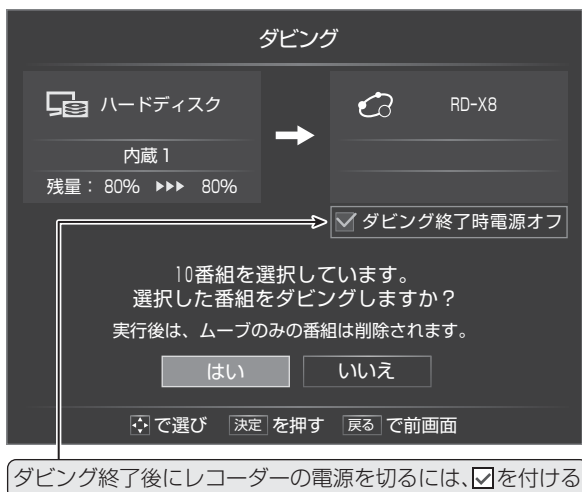 ダビング
ハードディスク
内蔵1
残量： 80% ▶▶▶ 80%
RD-X8
ダビング終了時電源オフ
10番組を選択しています。
選択した番組をダビングしますか？
実行後は、ムーブのみの番組は削除されます。
はい いいえ
で選び 決定 を押す 戻る で前画面
ダビング終了後にレコーダーの電源を切るには、☑を付ける